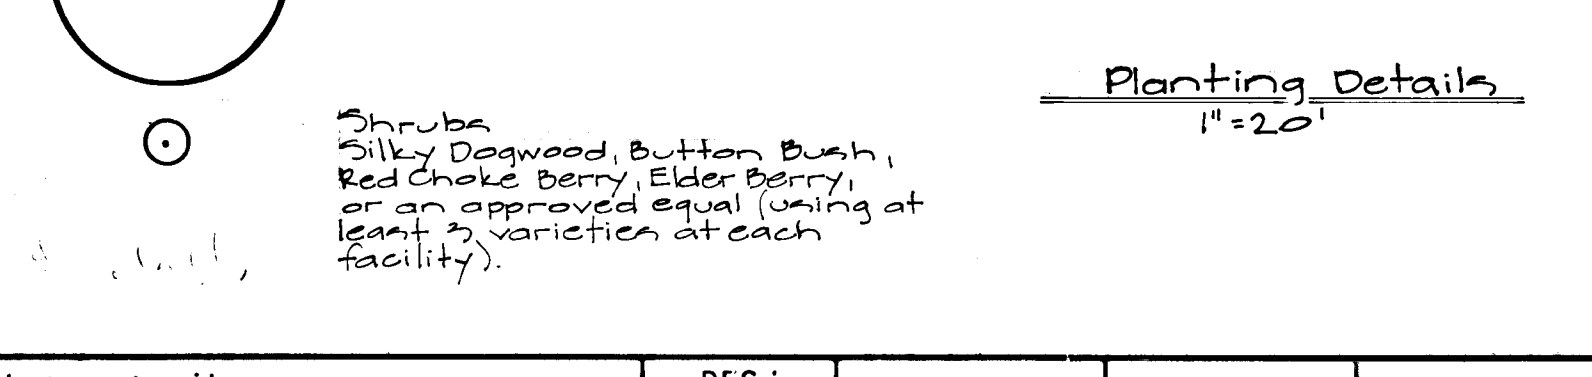 Planting Details
1"=20'
Shrubs
Silky Dogwood, Button Bush,
Red Choke Berry, Elder Berry,
or an approved equal (using at
least 3 varieties at each
facility).